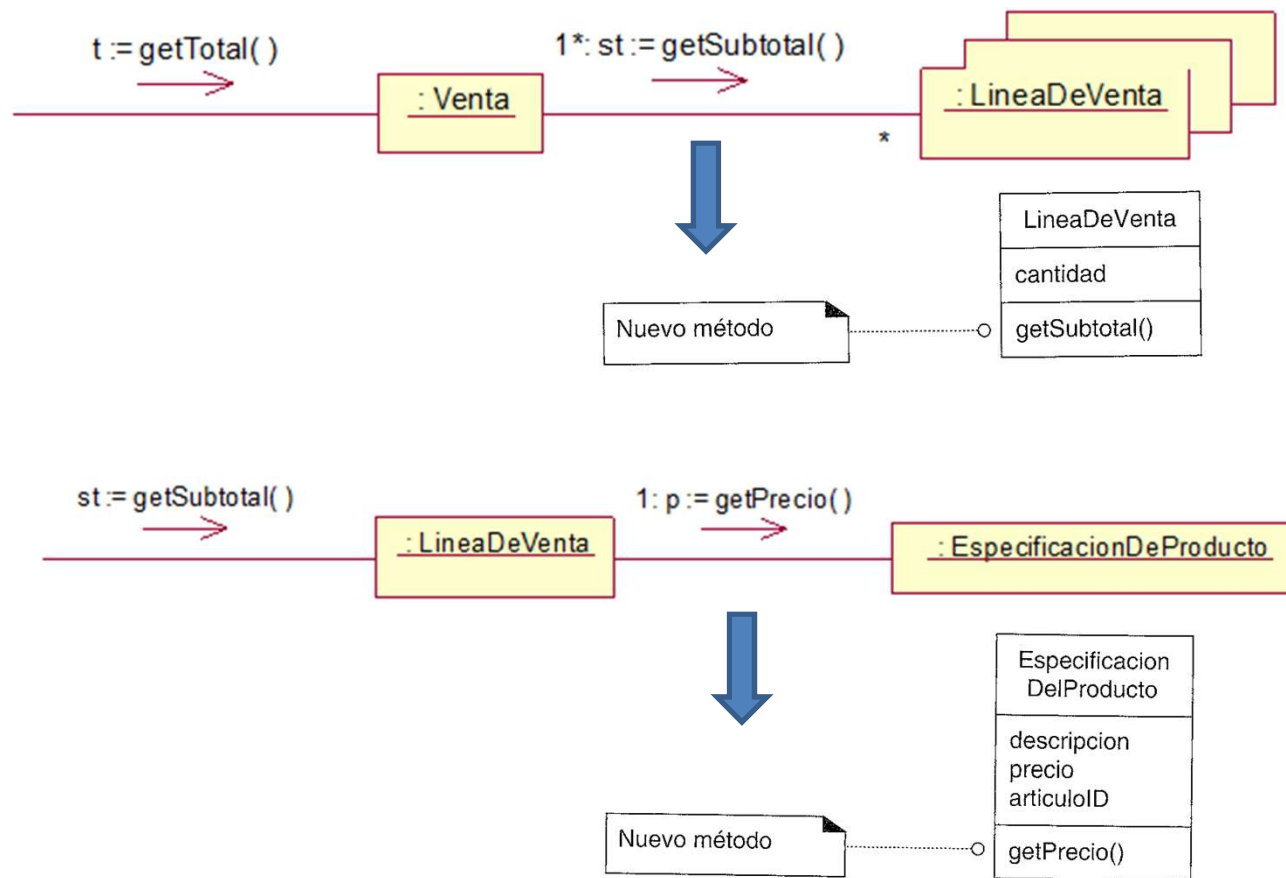 t := getTotal( )
1*: st := getSubtotal( )
: Venta
: LineaDeVenta
*
LineaDeVenta
cantidad
getSubtotal()
Nuevo método
st := getSubtotal( )
1: p := getPrecio( )
: LineaDeVenta
: EspecificacionDeProducto
Especificacion
DelProducto
descripcion
precio
articuloID
getPrecio()
Nuevo método